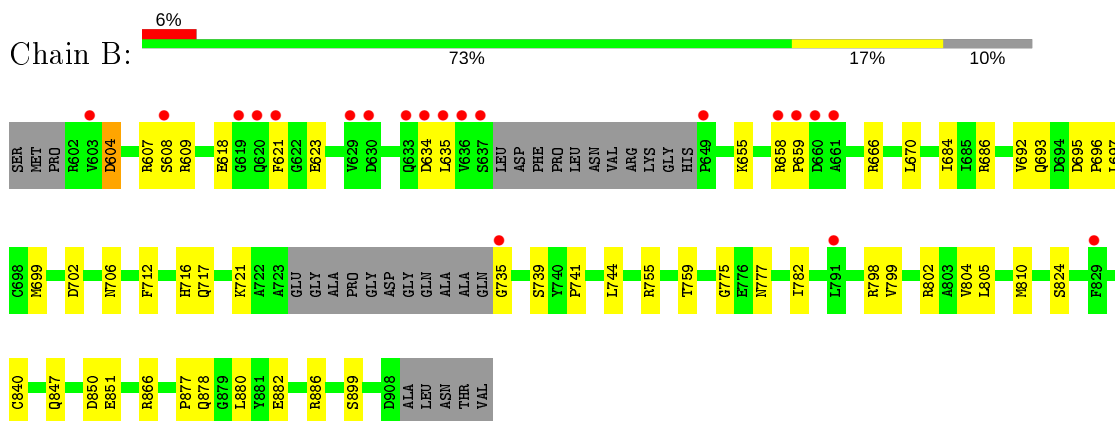 6%
Chain B:
73% 17% 10%
SER MET PRO R602 V603 D604 R607 S608 R609 E618 G619 Q620 F621 G622 E623 V629 D630 Q633 D634 L635 V636 S637 LEU ASP PHE PRO LEU ASN VAL ARG LYS GLY HIS P649 K655 R658 P659 D660 A661 R666 L670 I684 I685 R686 V692 Q693 D694 D695 P696 L697
C698 M699 D702 N706 F712 H716 Q717 K721 A722 A723 GLU GLY ALA PRO GLY ASP GLY GLN ALA ALA GLN G735 S739 Y740 P741 L744 R755 T759 G775 E776 N777 I782 L791 R798 V799 R802 A803 V804 L805 M810 S824 F829
C840 Q847 D850 E851 R866 P877 Q878 G879 L880 Y881 E882 R886 S899 D908 ALA LEU ASN THR VAL